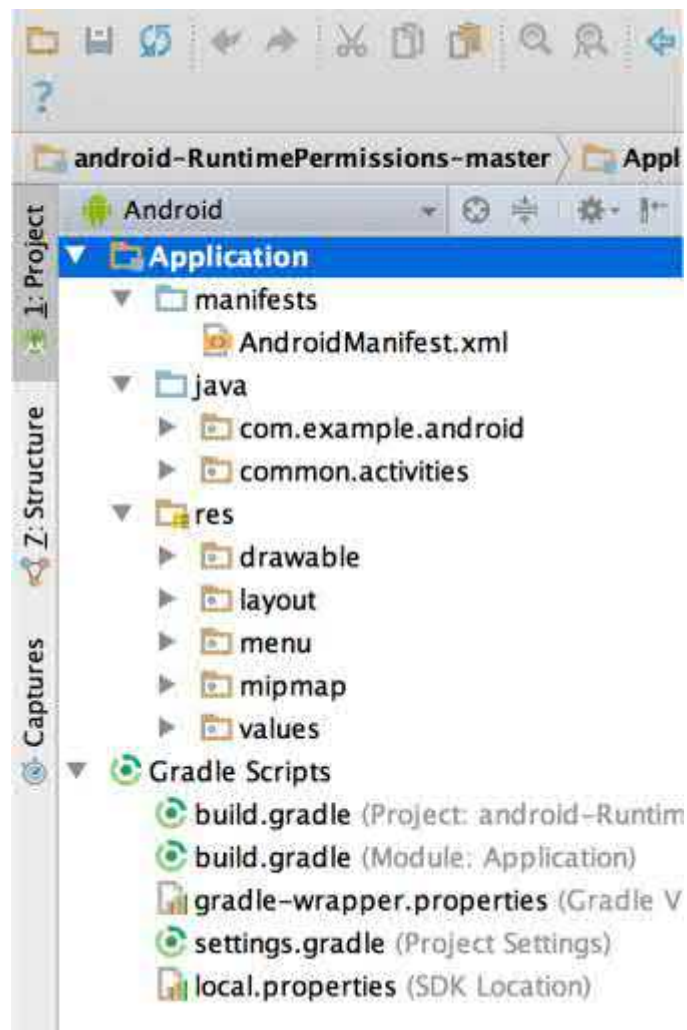 ?
android-RuntimePermissions-master Appl
Android
1: Project
Application
manifests
AndroidManifest.xml
java
com.example.android
common.activities
7: Structure
res
drawable
layout
menu
mipmap
Captures
values
Gradle Scripts
build.gradle (Project: android-Runtim
build.gradle (Module: Application)
gradle-wrapper.properties (Gradle V
settings.gradle (Project Settings)
local.properties (SDK Location)